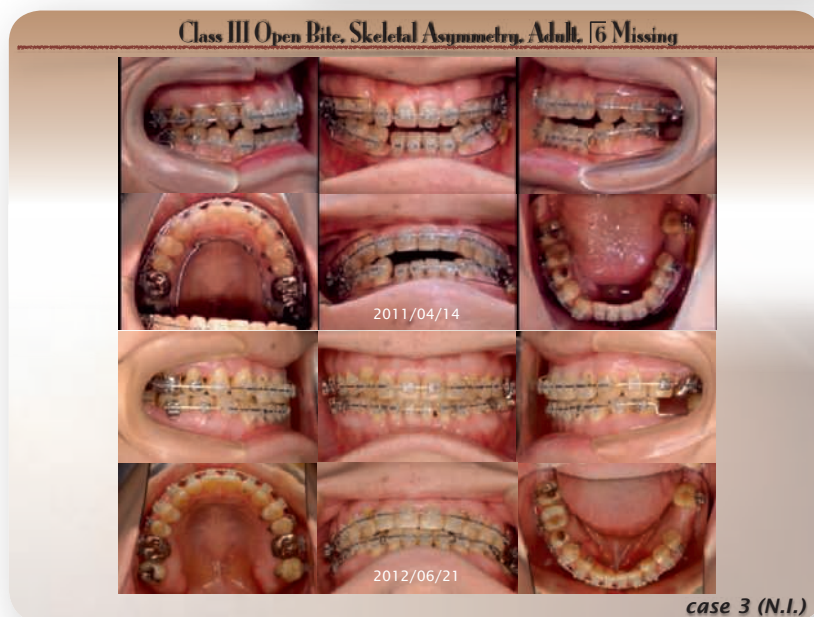 Class III Open Bite. Skeletal Asymmetry. Adult. ⎾6 Missing
2011/04/14
2012/06/21
case 3 (N.I.)